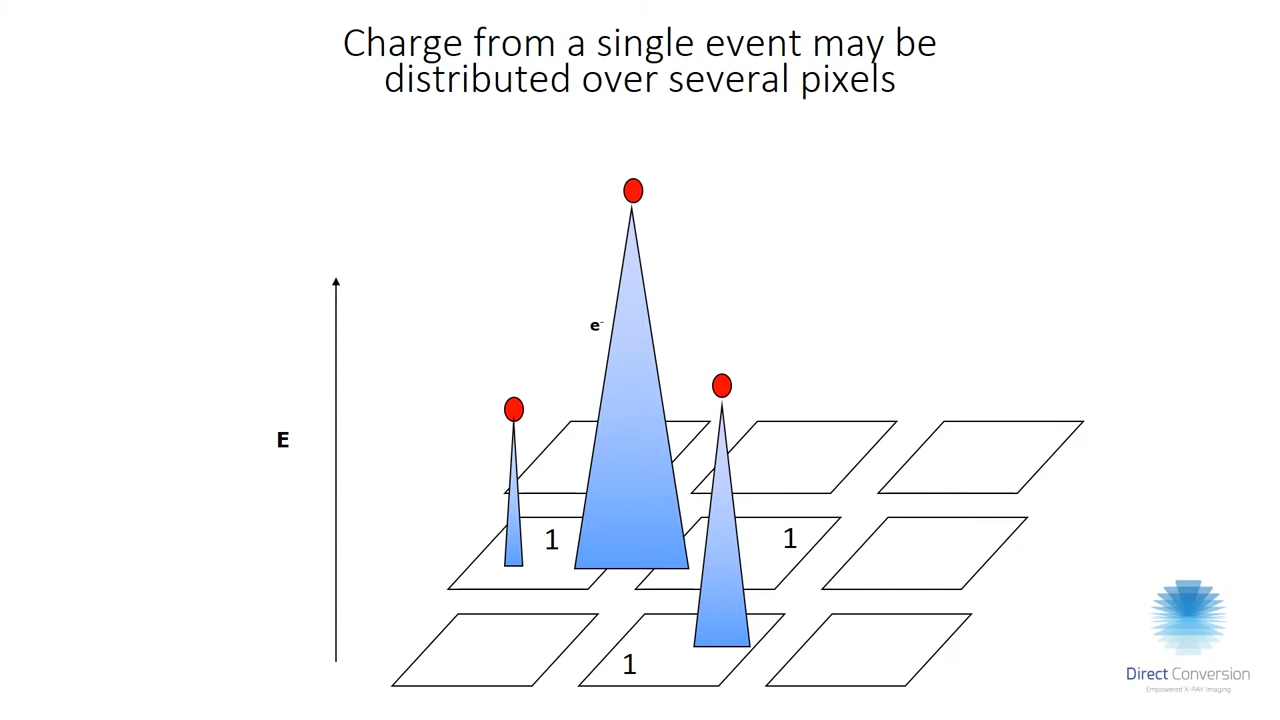 Charge from a single event may be
distributed over several pixels
e-
E
1
1
1
Direct Conversion
Empowered X-RAY Imaging